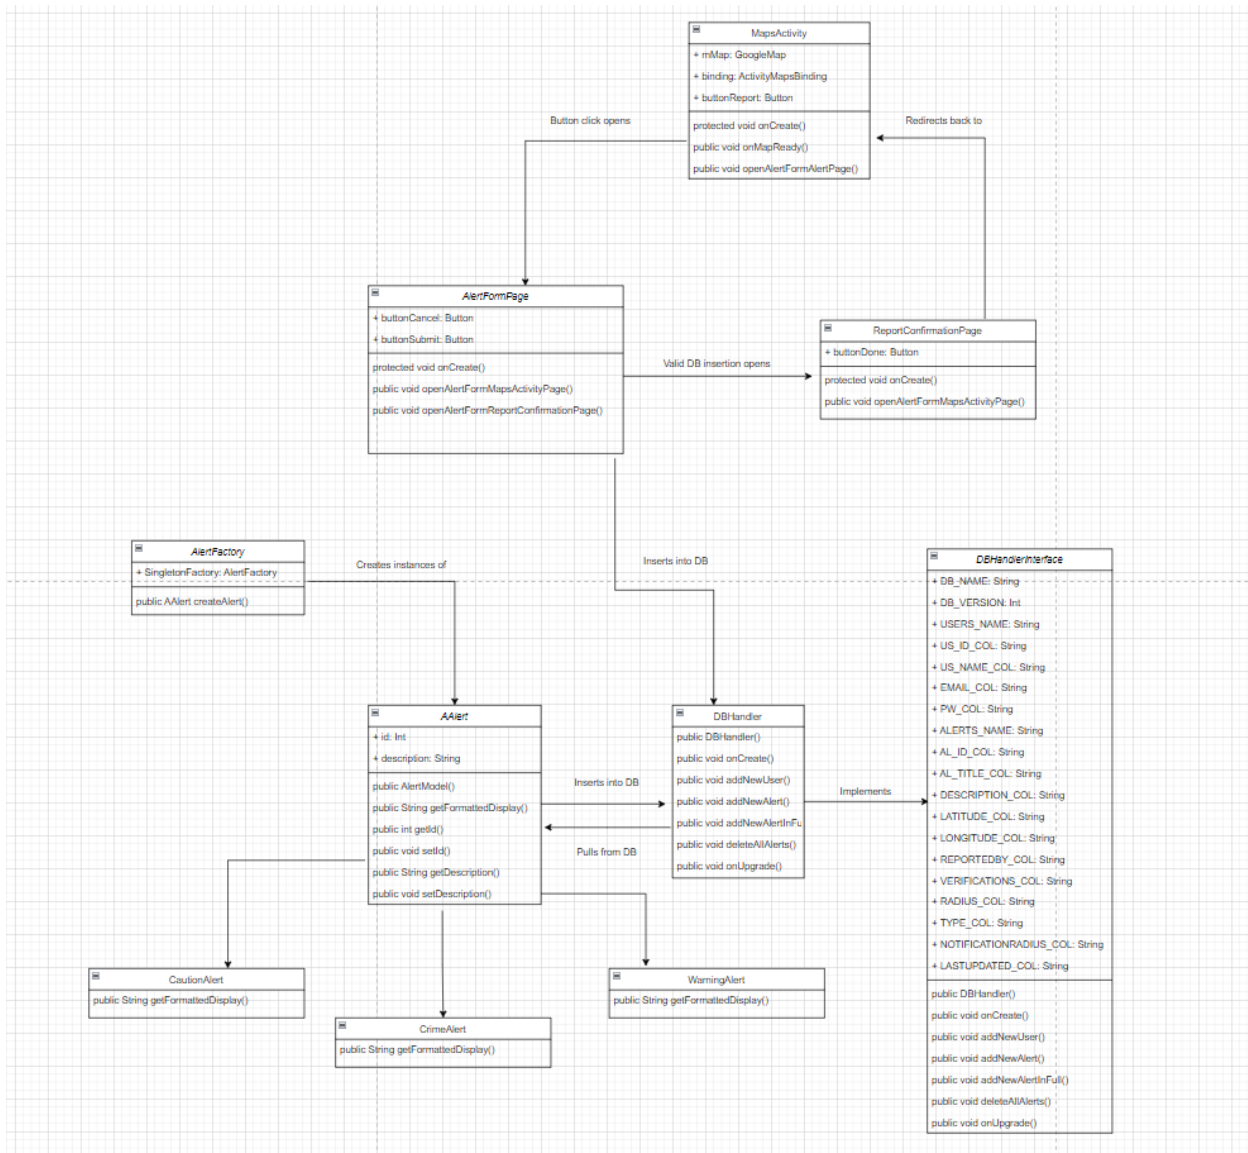 MapsActivity
+ mMap: GoogleMap
+ binding: ActivityMapsBinding
+ buttonReport: Button
protected void onCreate()
public void onMapReady()
public void openAlertFormAlertPage()
Button click opens
Redirects back to
AlertFormPage
+ buttonCancel: Button
+ buttonSubmit: Button
protected void onCreate()
public void openAlertFormMapsActivityPage()
public void openAlertFormReportConfirmationPage()
Valid DB insertion opens
ReportConfirmationPage
+ buttonDone: Button
protected void onCreate()
public void openAlertFormMapsActivityPage()
AlertFactory
+ SingletonFactory: AlertFactory
public AAlert createAlert()
Creates instances of
Inserts into DB
AAlert
+ id: Int
+ description: String
public AlertModel()
public String getFormattedDisplay()
public int getId()
public void setId()
public String getDescription()
public void setDescription()
Inserts into DB
Pulls from DB
DBHandler
public DBHandler()
public void onCreate()
public void addNewUser()
public void addNewAlert()
public void addNewAlertInFu
public void deleteAllAlerts()
public void onUpgrade()
Implements
DBHandlerInterface
+ DB_NAME: String
+ DB_VERSION: Int
+ USERS_NAME: String
+ US_ID_COL: String
+ US_NAME_COL: String
+ EMAIL_COL: String
+ PW_COL: String
+ ALERTS_NAME: String
+ AL_ID_COL: String
+ AL_TITLE_COL: String
+ DESCRIPTION_COL: String
+ LATITUDE_COL: String
+ LONGITUDE_COL: String
+ REPORTEDBY_COL: String
+ VERIFICATIONS_COL: String
+ RADIUS_COL: String
+ TYPE_COL: String
+ NOTIFICATIONRADIUS_COL: String
+ LASTUPDATED_COL: String
public DBHandler()
public void onCreate()
public void addNewUser()
public void addNewAlert()
public void addNewAlertInFull()
public void deleteAllAlerts()
public void onUpgrade()
CautionAlert
public String getFormattedDisplay()
CrimeAlert
public String getFormattedDisplay()
WarningAlert
public String getFormattedDisplay()